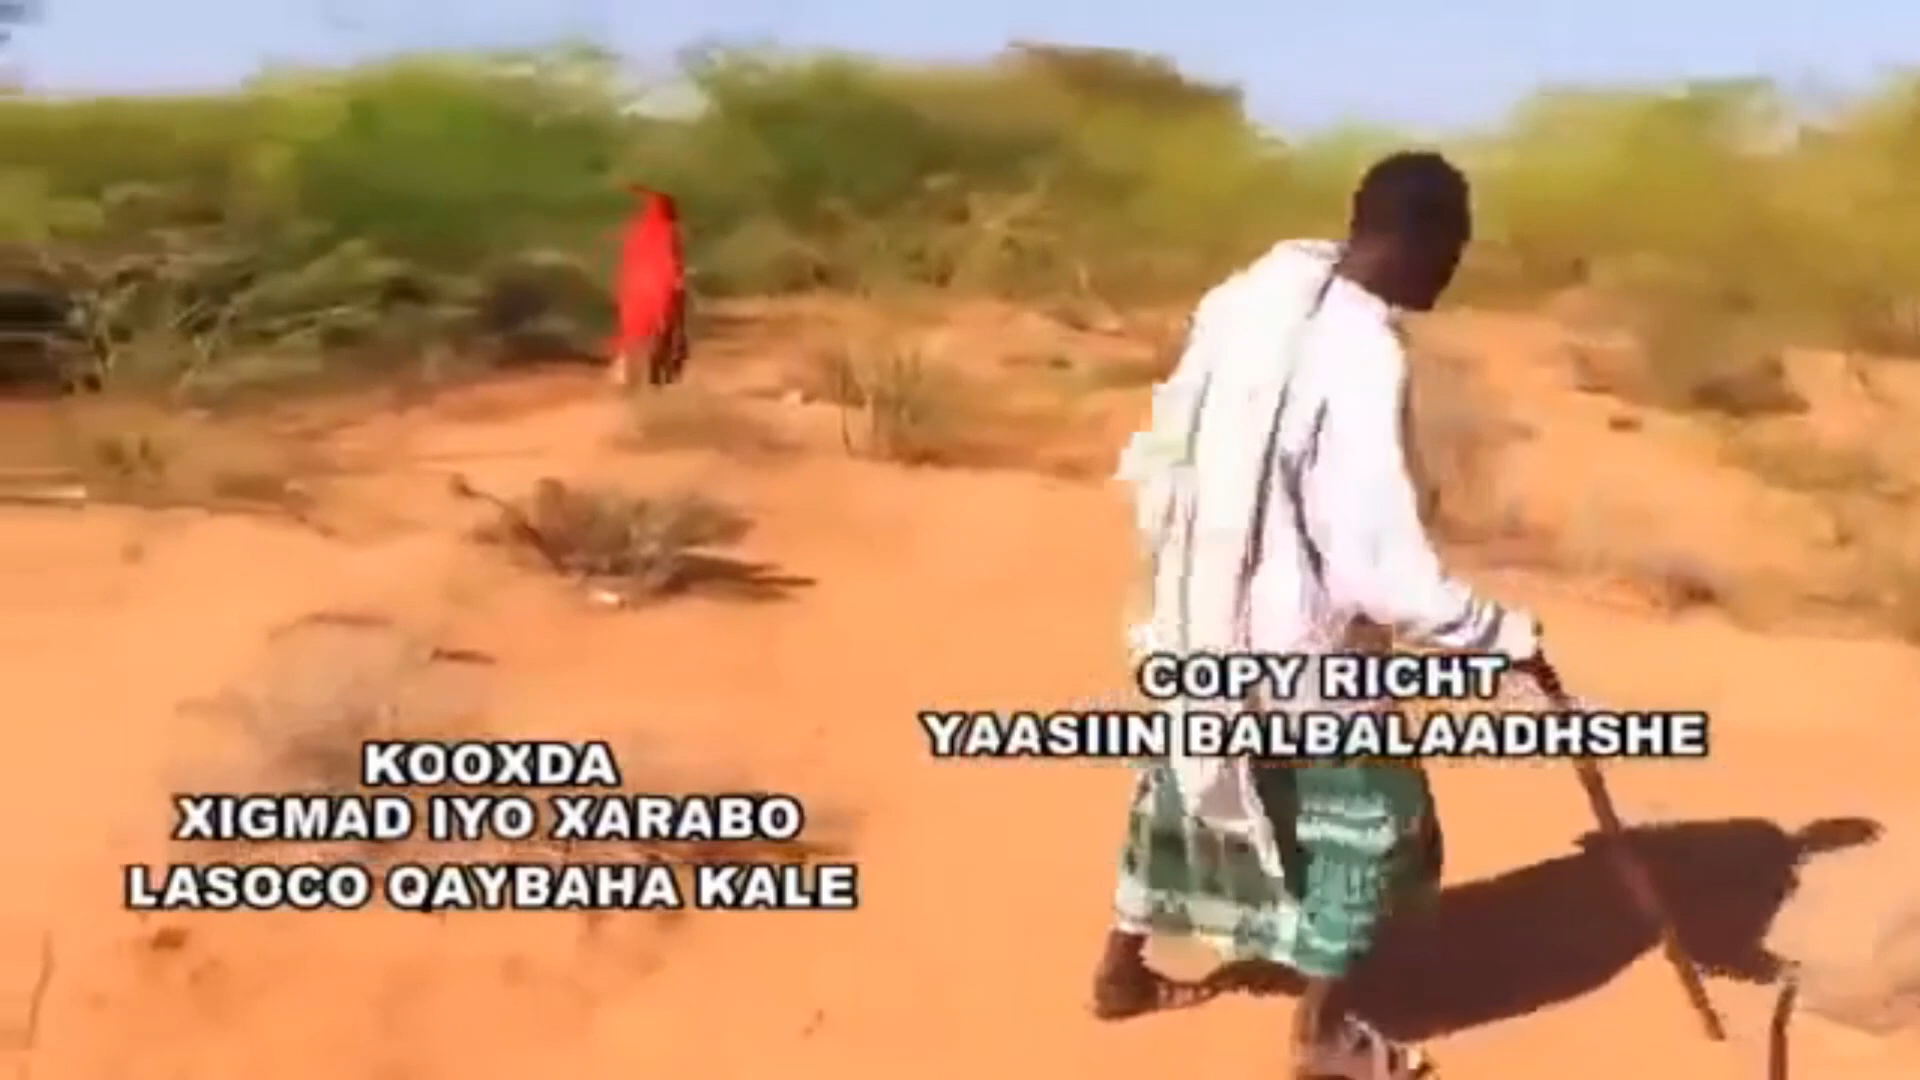 COPY RICHT
YAASIIN BALBALAADHSHE
KOOXDA
XIGMAD IYO XARABO
LASOCO QAYBAHA KALE